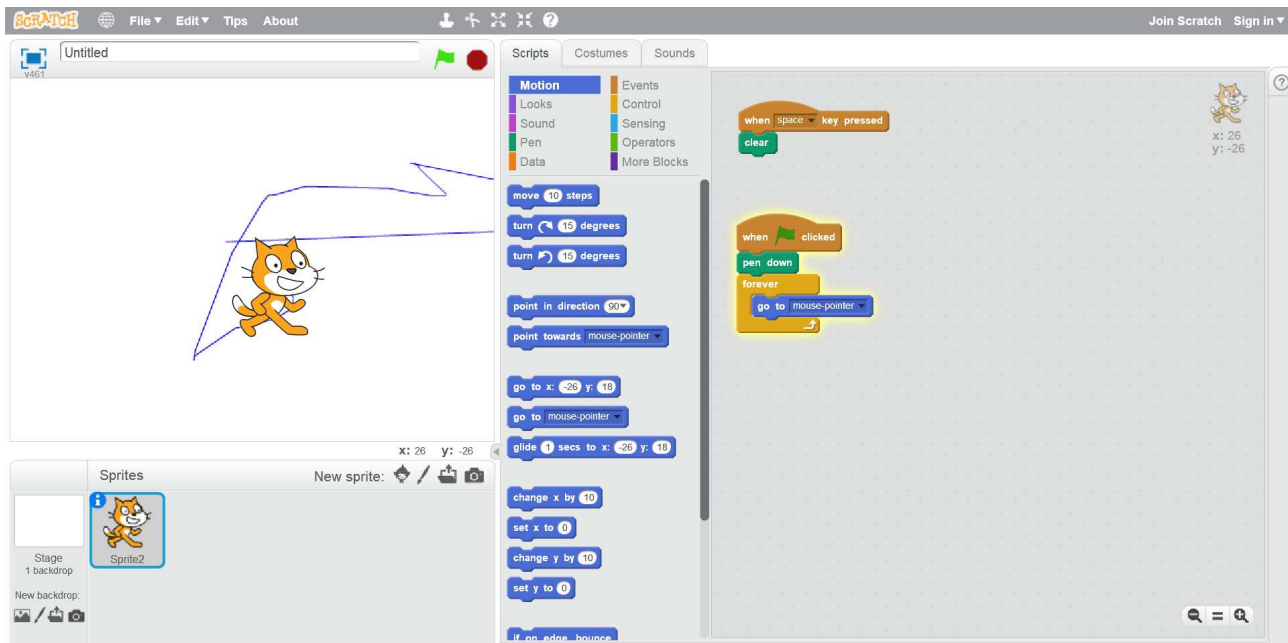 SCRATCH File Edit Tips About Join Scratch Sign in
Untitled
v461
Scripts Costumes Sounds
Motion Events
Looks Control
Sound Sensing
Pen Operators
Data More Blocks
move 10 steps
turn 15 degrees
turn 15 degrees
point in direction 90
point towards mouse-pointer
go to x: -26 y: 18
go to mouse-pointer
glide 1 secs to x: -26 y: 18
change x by 10
set x to 0
change y by 10
set y to 0
if on edge, bounce
when space key pressed
clear
when clicked
pen down
forever
go to mouse-pointer
x: 26
y: -26
x: 26 y: -26
Sprites New sprite:
Stage
1 backdrop
New backdrop:
Sprite2